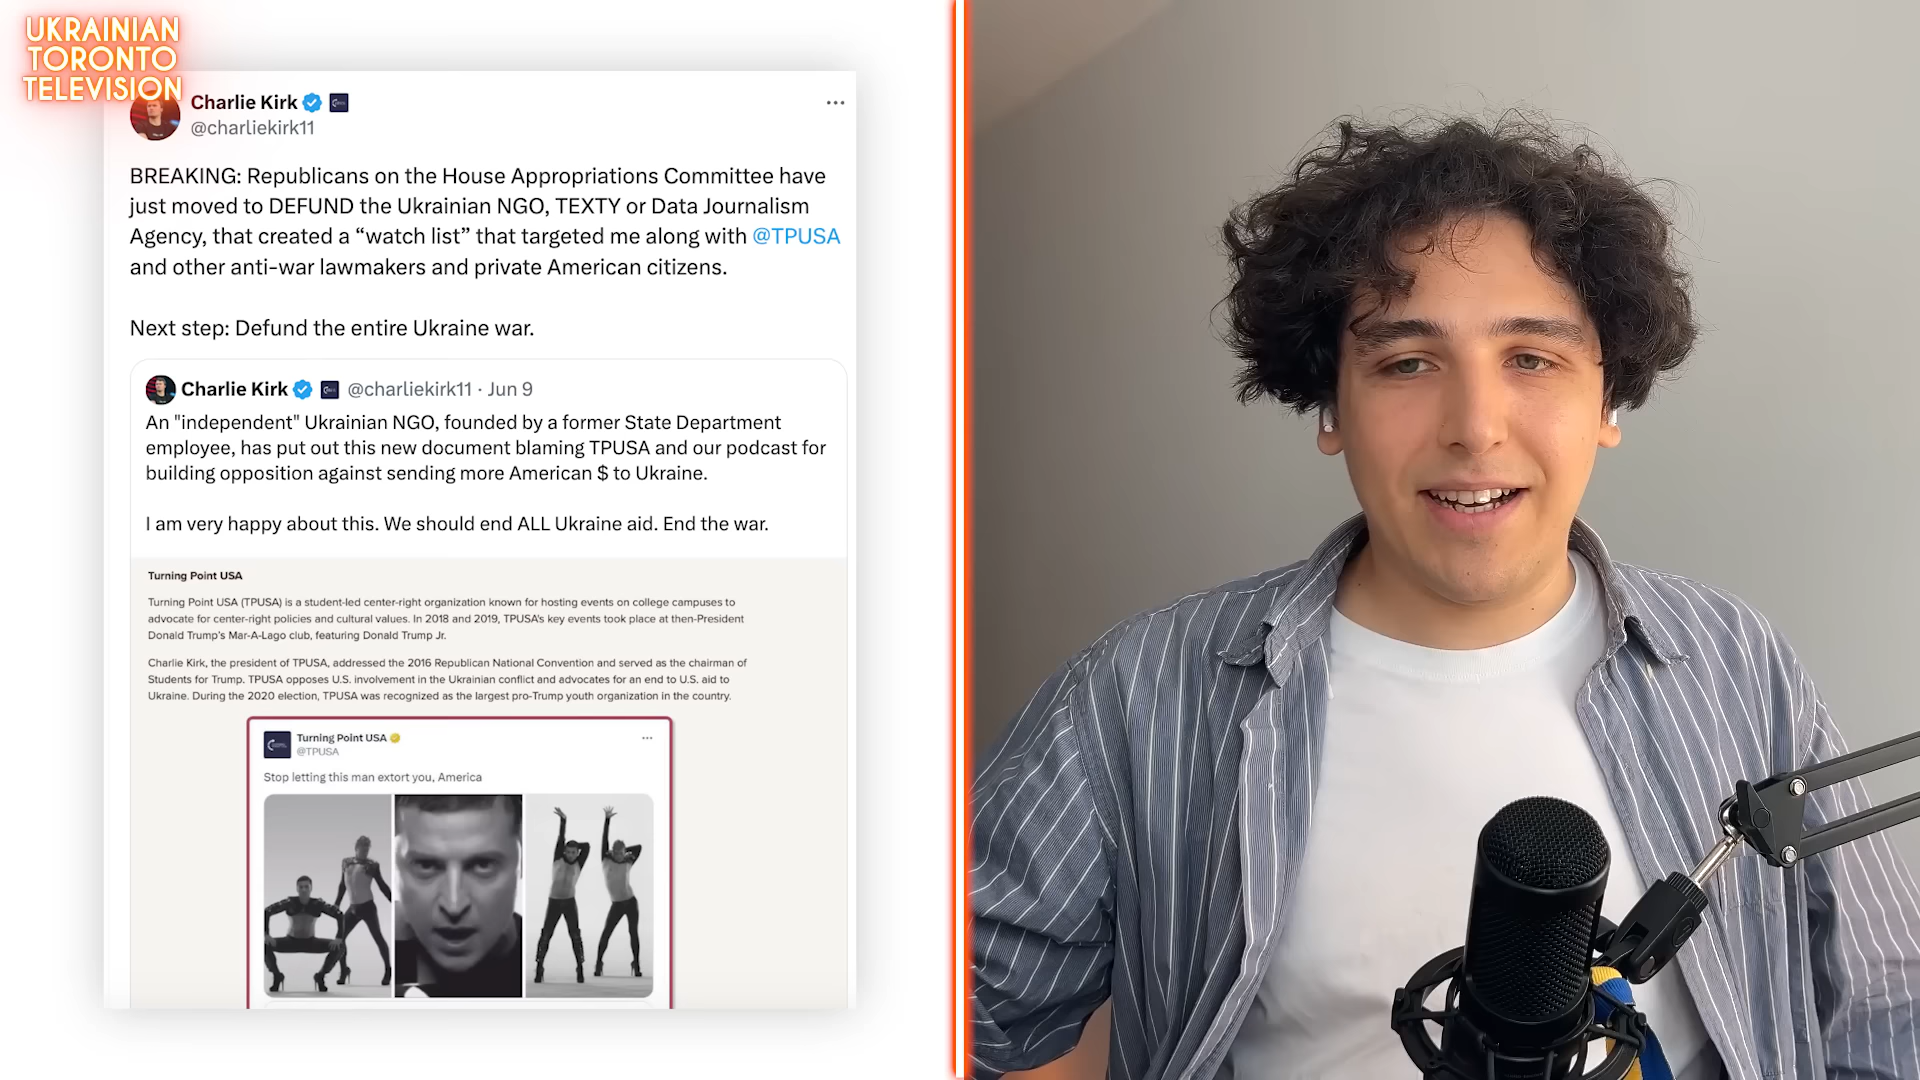 UKRAINIAN
TORONTO
TELEVISION
Charlie Kirk
@charliekirk11
BREAKING: Republicans on the House Appropriations Committee have
just moved to DEFUND the Ukrainian NGO, TEXTY or Data Journalism
Agency, that created a “watch list” that targeted me along with @TPUSA
and other anti-war lawmakers and private American citizens.
Next step: Defund the entire Ukraine war.
Charlie Kirk @charliekirk11 · Jun 9
An "independent" Ukrainian NGO, founded by a former State Department
employee, has put out this new document blaming TPUSA and our podcast for
building opposition against sending more American $ to Ukraine.
I am very happy about this. We should end ALL Ukraine aid. End the war.
Turning Point USA
Turning Point USA (TPUSA) is a student-led center-right organization known for hosting events on college campuses to
advocate for center-right policies and cultural values. In 2018 and 2019, TPUSA's key events took place at then-President
Donald Trump's Mar-A-Lago club, featuring Donald Trump Jr.
Charlie Kirk, the president of TPUSA, addressed the 2016 Republican National Convention and served as the chairman of
Students for Trump. TPUSA opposes U.S. involvement in the Ukrainian conflict and advocates for an end to U.S. aid to
Ukraine. During the 2020 election, TPUSA was recognized as the largest pro-Trump youth organization in the country.
Turning Point USA
@TPUSA
Stop letting this man extort you, America